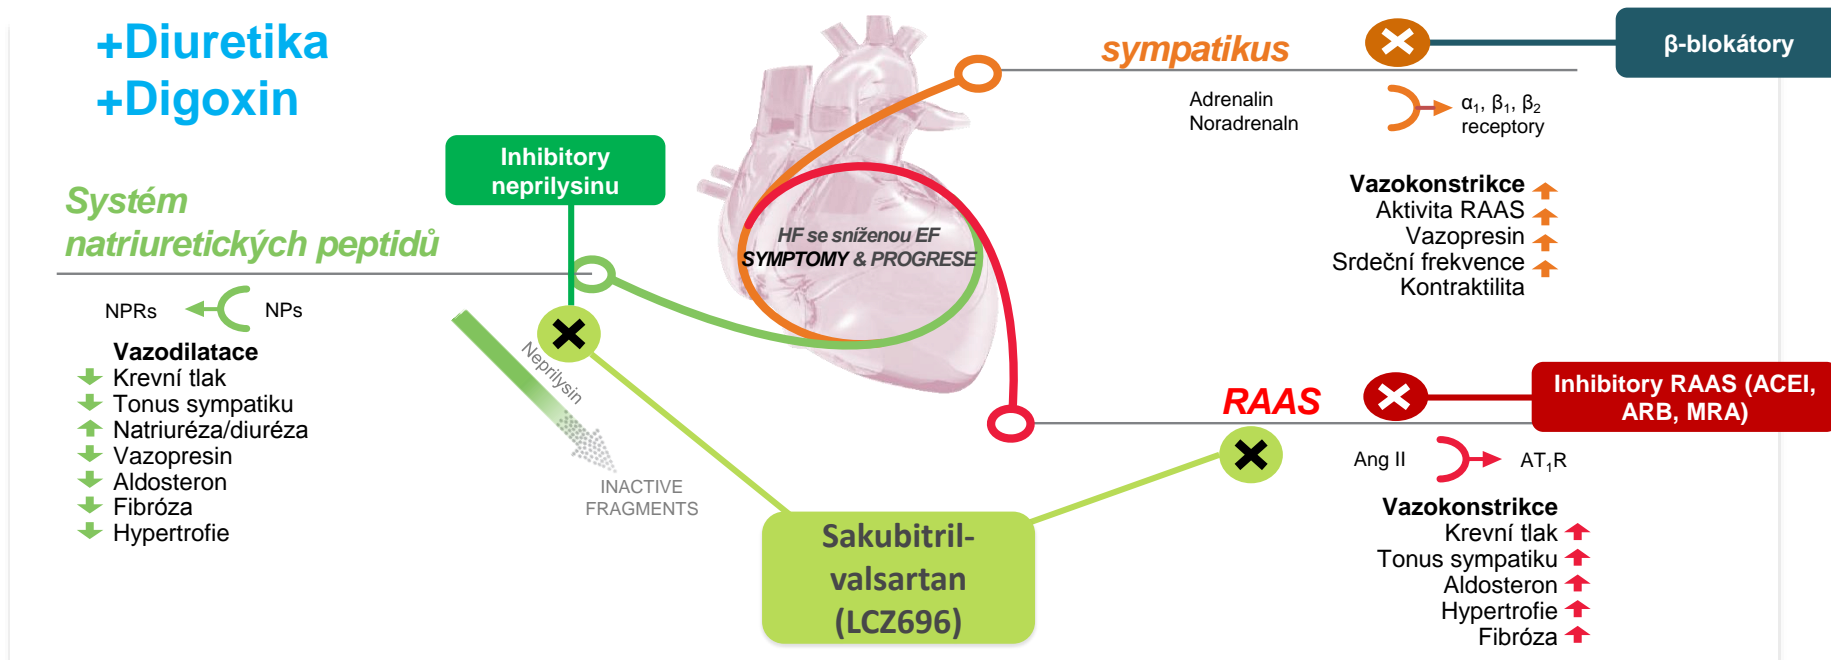 +Diuretika
+Digoxin
Systém
natriuretických peptidů
NPRs
NPs
Vazodilatace
Krevní tlak
Tonus sympatiku
Natriuréza/diuréza
Vazopresin
Aldosteron
Fibróza
Hypertrofie
Inhibitory
neprilysinu
Neprilysin
INACTIVE
FRAGMENTS
HF se sníženou EF
SYMPTOMY & PROGRESE
Sakubitril-
valsartan
(LCZ696)
sympatikus
β-blokátory
Adrenalin
Noradrenaln
α₁, β₁, β₂
receptory
Vazokonstrikce
Aktivita RAAS
Vazopresin
Srdeční frekvence
Kontraktilita
RAAS
Inhibitory RAAS (ACEI,
ARB, MRA)
Ang II
AT₁R
Vazokonstrikce
Krevní tlak
Tonus sympatiku
Aldosteron
Hypertrofie
Fibróza